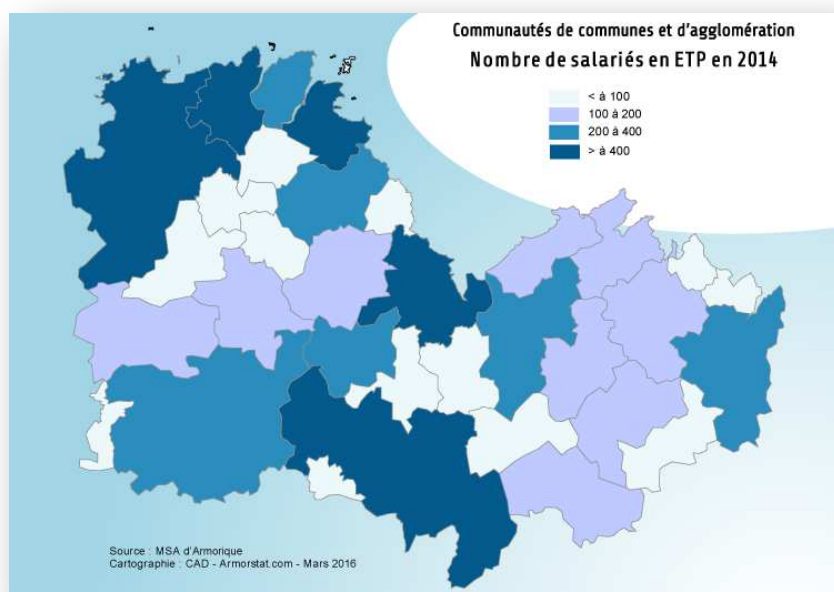 Communautés de communes et d'agglomération
Nombre de salariés en ETP en 2014
< à 100
100 à 200
200 à 400
> à 400
Source : MSA d'Armorique
Cartographie : CAD - Armorstat.com - Mars 2016